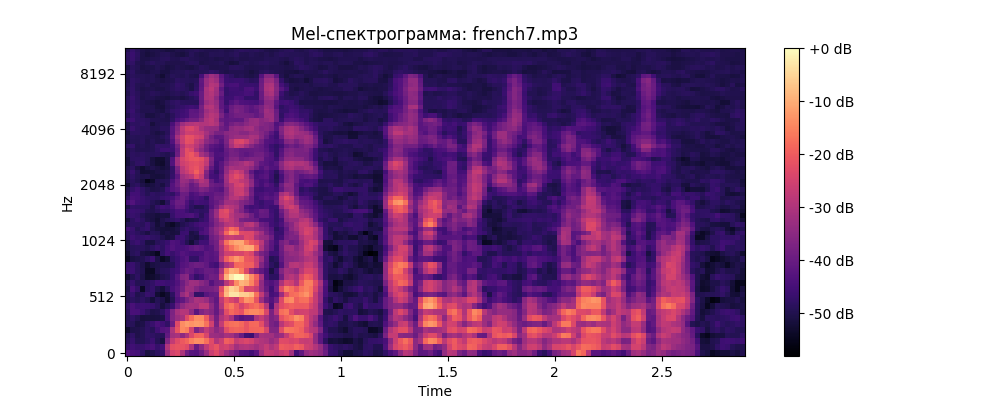 Mel-спектрограмма: french7.mp3
+0 dB
8192
-10 dB
4096
-20 dB
2048
Hz
-30 dB
1024
-40 dB
512
-50 dB
0
0 0.5 1 1.5 2 2.5
Time